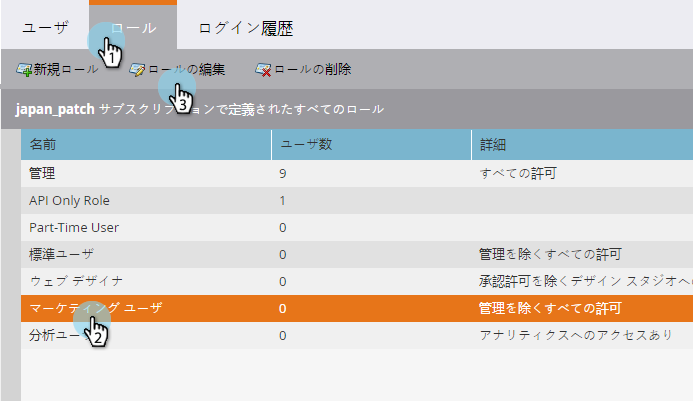 ユーザ ロール ログイン履歴
1
新規ロール ロールの編集 ロールの削除
3
japan_patch サブスクリプションで定義されたすべてのロール
名前 ユーザ数 詳細
管理 9 すべての許可
API Only Role 1
Part-Time User 0
標準ユーザ 0 管理を除くすべての許可
ウェブ デザイナ 0 承認許可を除くデザイン スタジオへの
マーケティング ユーザ 0 管理を除くすべての許可
2
分析ユーザ 0 アナリティクスへのアクセスあり